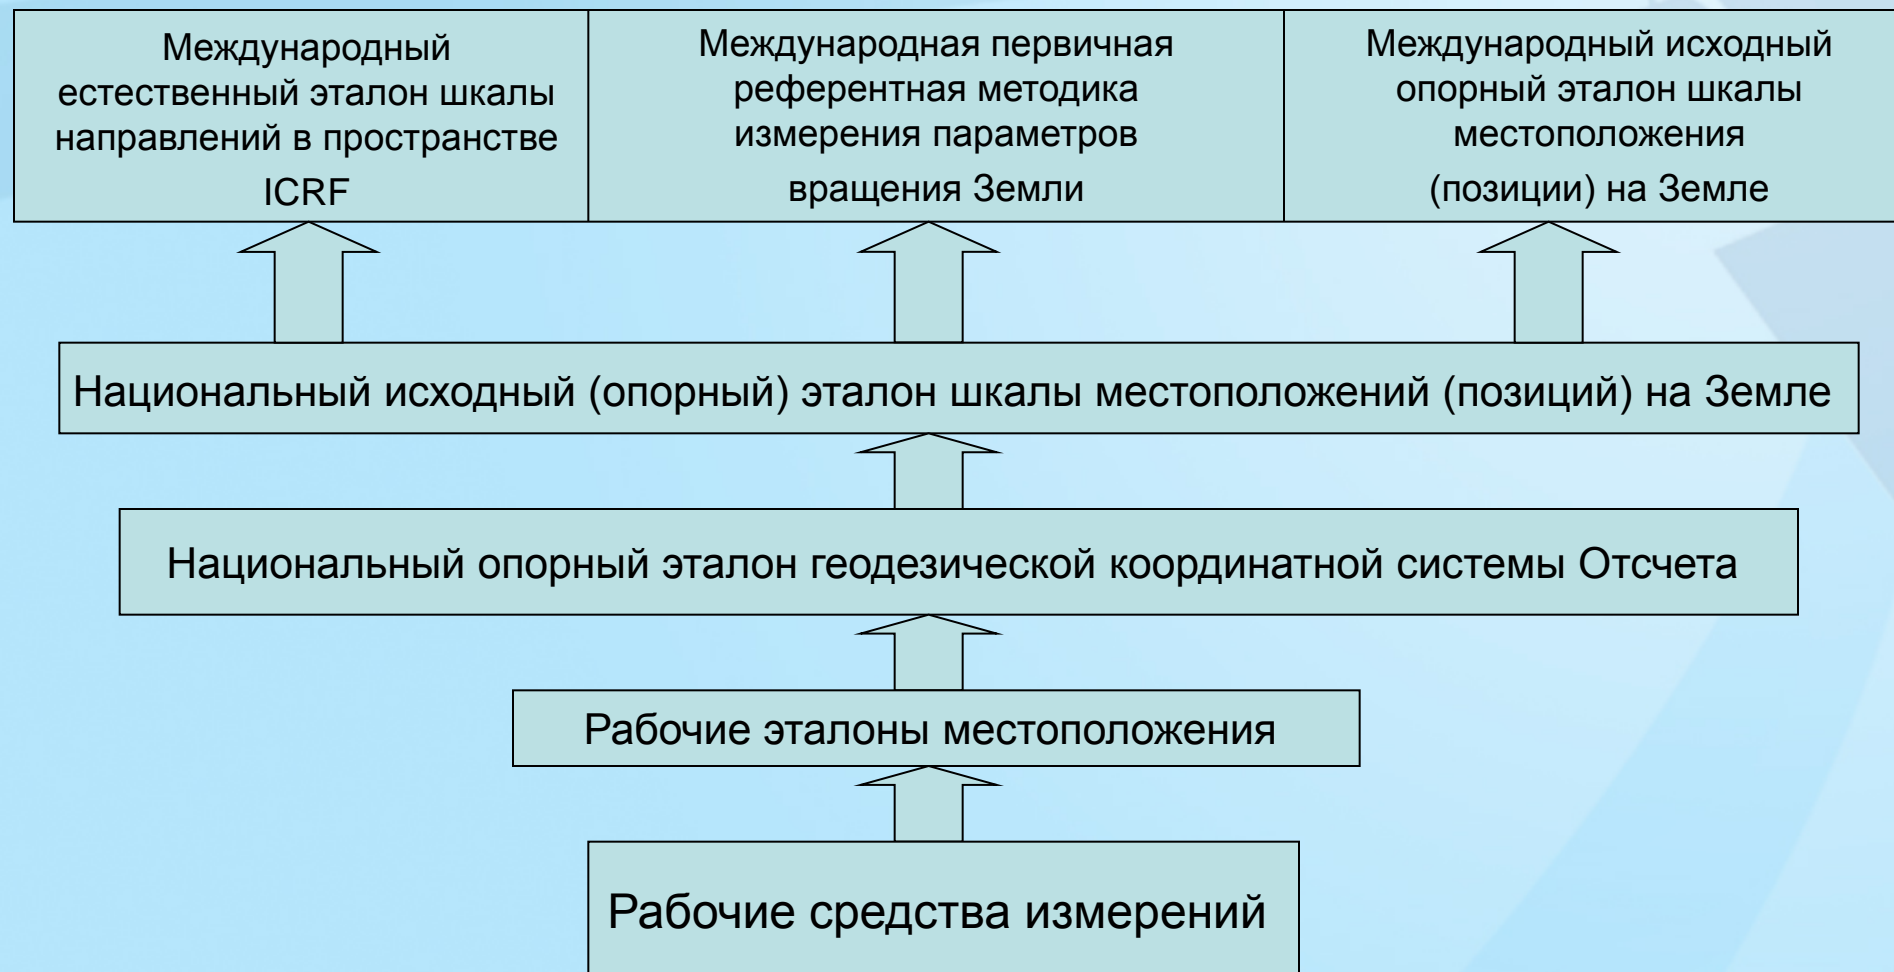 Международный
естественный эталон шкалы
направлений в пространстве
ICRF
Международная первичная
референтная методика
измерения параметров
вращения Земли
Международный исходный
опорный эталон шкалы
местоположения
(позиции) на Земле
Национальный исходный (опорный) эталон шкалы местоположений (позиций) на Земле
Национальный опорный эталон геодезической координатной системы Отсчета
Рабочие эталоны местоположения
Рабочие средства измерений